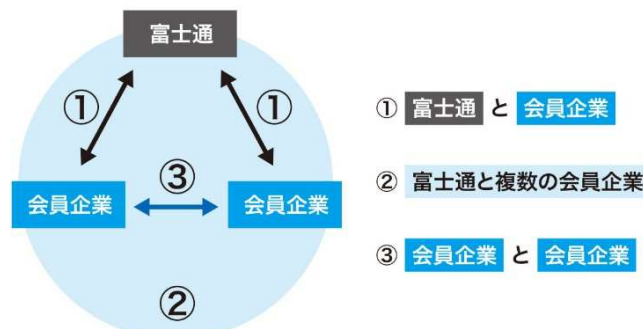 富士通
① ①
③
会員企業 会員企業
②
① 富士通 と 会員企業
② 富士通と複数の会員企業
③ 会員企業 と 会員企業